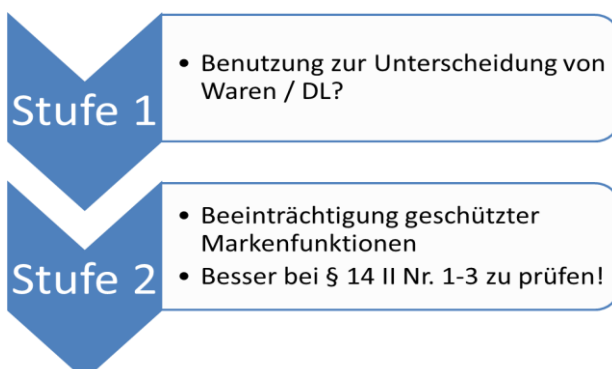 Stufe 1
• Benutzung zur Unterscheidung von
Waren / DL?
Stufe 2
• Beeinträchtigung geschützter
Markenfunktionen
• Besser bei § 14 II Nr. 1-3 zu prüfen!